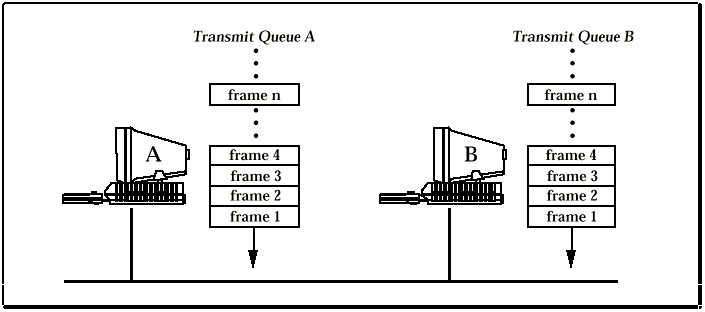 Transmit Queue A
frame n
A
frame 4
frame 3
frame 2
frame 1
Transmit Queue B
frame n
B
frame 4
frame 3
frame 2
frame 1